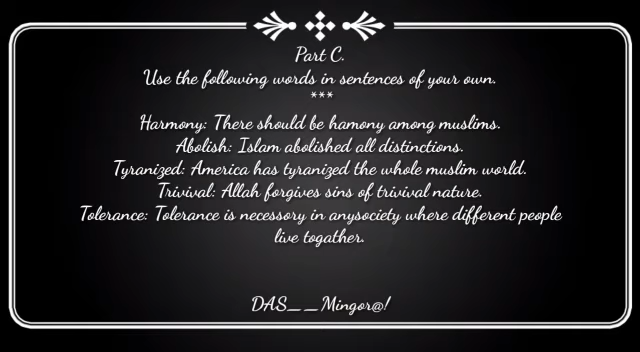 Part C.
Use the following words in sentences of your own.
***
Harmony: There should be hamony among muslims.
Abolish: Islam abolished all distinctions.
Tyranized: America has tyranized the whole muslim world.
Trivival: Allah forgives sins of trivival nature.
Tolerance: Tolerance is necessory in anysociety where different people
live togather.
DAS__Mingor@!